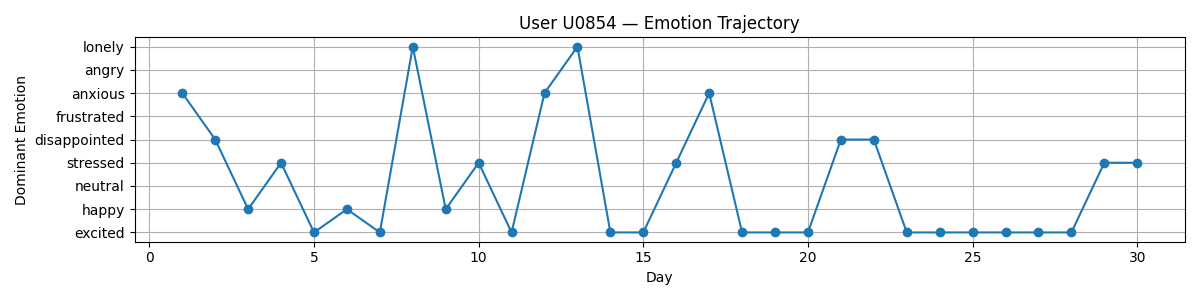 User U0854 — Emotion Trajectory
Dominant Emotion
lonely
angry
anxious
frustrated
disappointed
stressed
neutral
happy
excited
0 5 10 15 20 25 30
Day